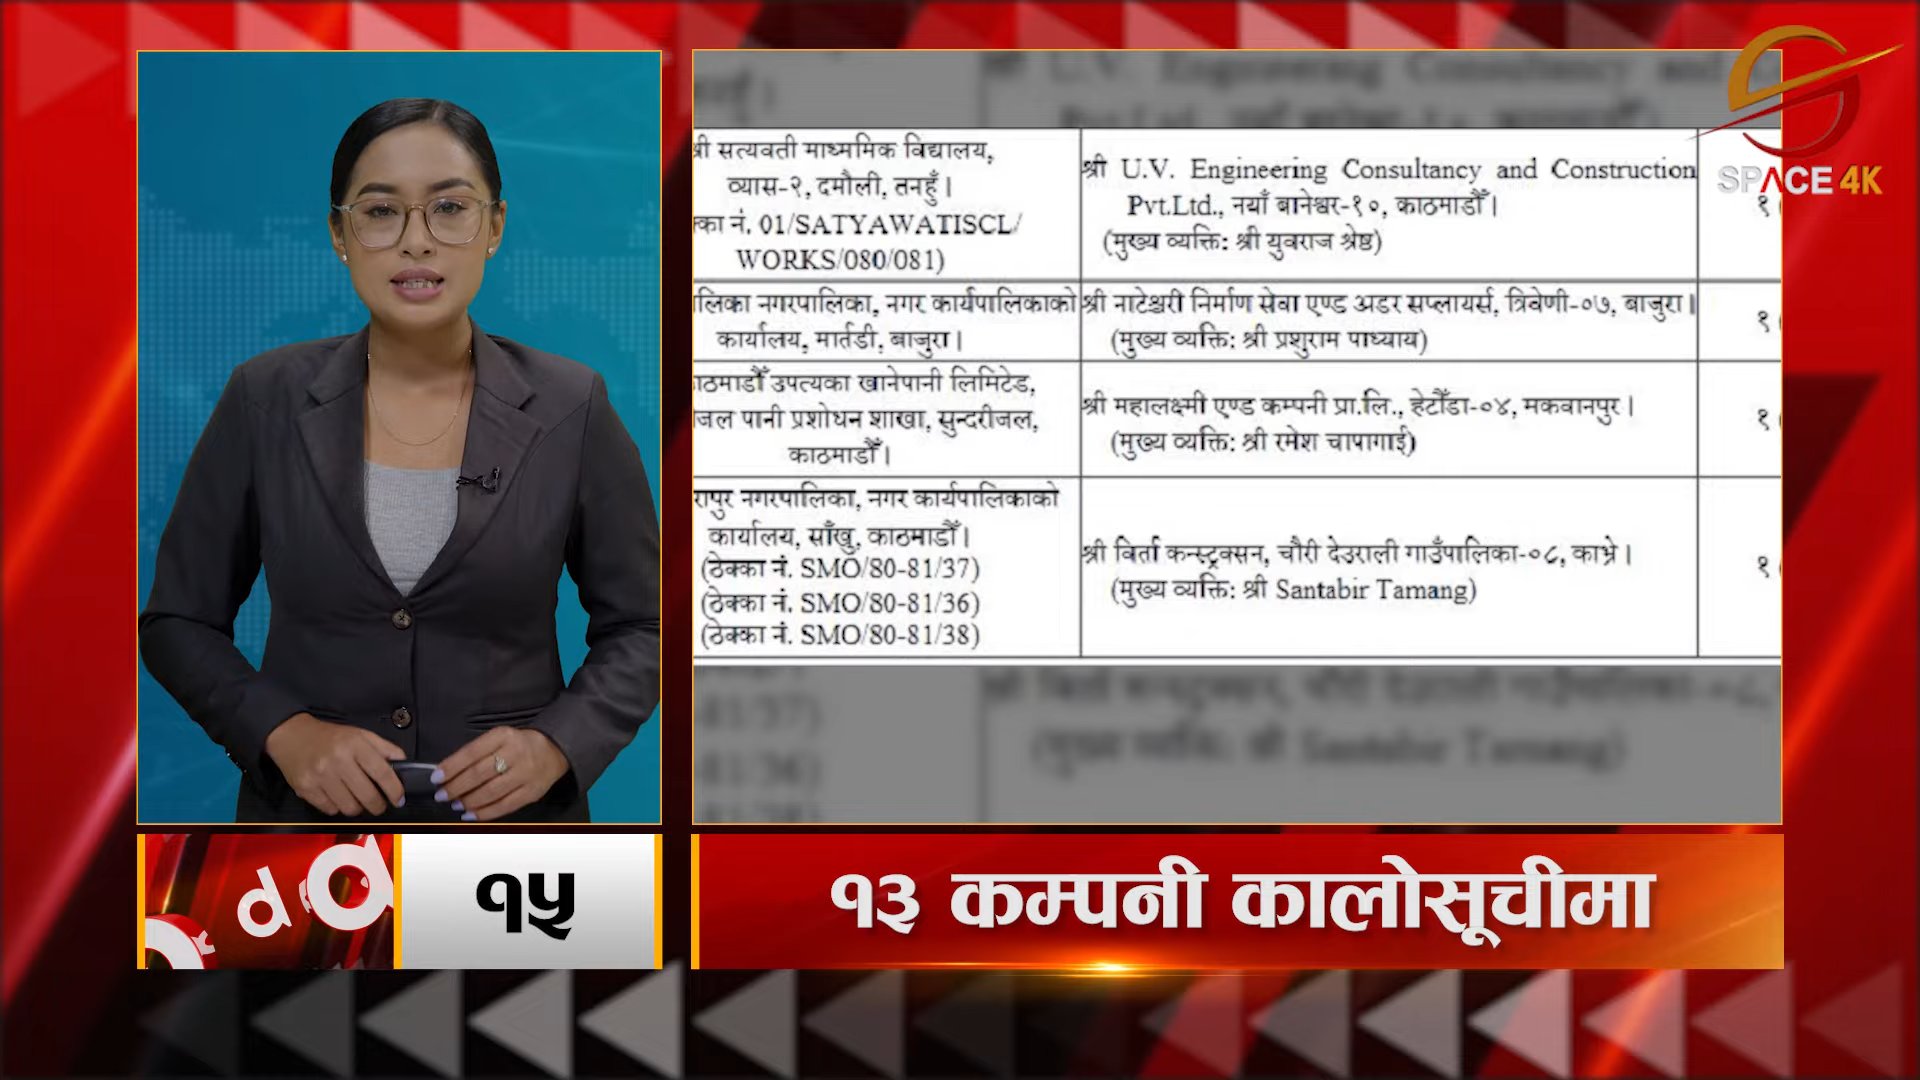 SPACE 4K
श्री सत्यवती माध्यमिक विद्यालय,
व्यास-२, दमौली, तनहुँ।
ठेक्का नं. 01/SATYAWATISCL/
WORKS/080/081)
श्री U.V. Engineering Consultancy and Construction
Pvt.Ltd., नयाँ बानेश्वर-१०, काठमाडौँ।
(मुख्य व्यक्ति: श्री युवराज श्रेष्ठ)
१
नगरपालिका, नगर कार्यपालिकाको
कार्यालय, मार्तडी, बाजुरा।
श्री नाटेश्वरी निर्माण सेवा एण्ड अडर सप्लायर्स, त्रिवेणी-०७, बाजुरा।
(मुख्य व्यक्ति: श्री प्रशुराम पाध्याय)
१
काठमाडौँ उपत्यका खानेपानी लिमिटेड,
पानी प्रशोधन शाखा, सुन्दरीजल,
काठमाडौँ।
श्री महालक्ष्मी एण्ड कम्पनी प्रा.लि., हेटौँडा-०४, मकवानपुर।
(मुख्य व्यक्ति: श्री रमेश चापागाई)
१
नगरपालिका, नगर कार्यपालिकाको
कार्यालय, साँखु, काठमाडौँ।
(ठेक्का नं. SMO/80-81/37)
(ठेक्का नं. SMO/80-81/36)
(ठेक्का नं. SMO/80-81/38)
श्री विर्ता कन्स्ट्रक्सन, चौरी देउराली गाउँपालिका-०८, काभ्रे।
(मुख्य व्यक्ति: श्री Santabir Tamang)
१
१५
१३ कम्पनी कालोसूचीमा